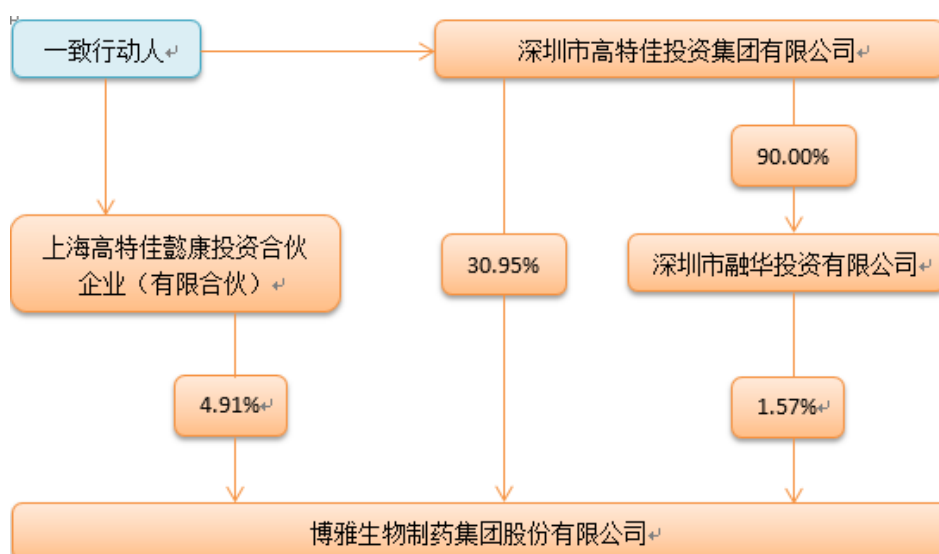 一致行动人
深圳市高特佳投资集团有限公司
90.00%
上海高特佳懿康投资合伙
企业（有限合伙）
30.95%
深圳市融华投资有限公司
4.91%
1.57%
博雅生物制药集团股份有限公司